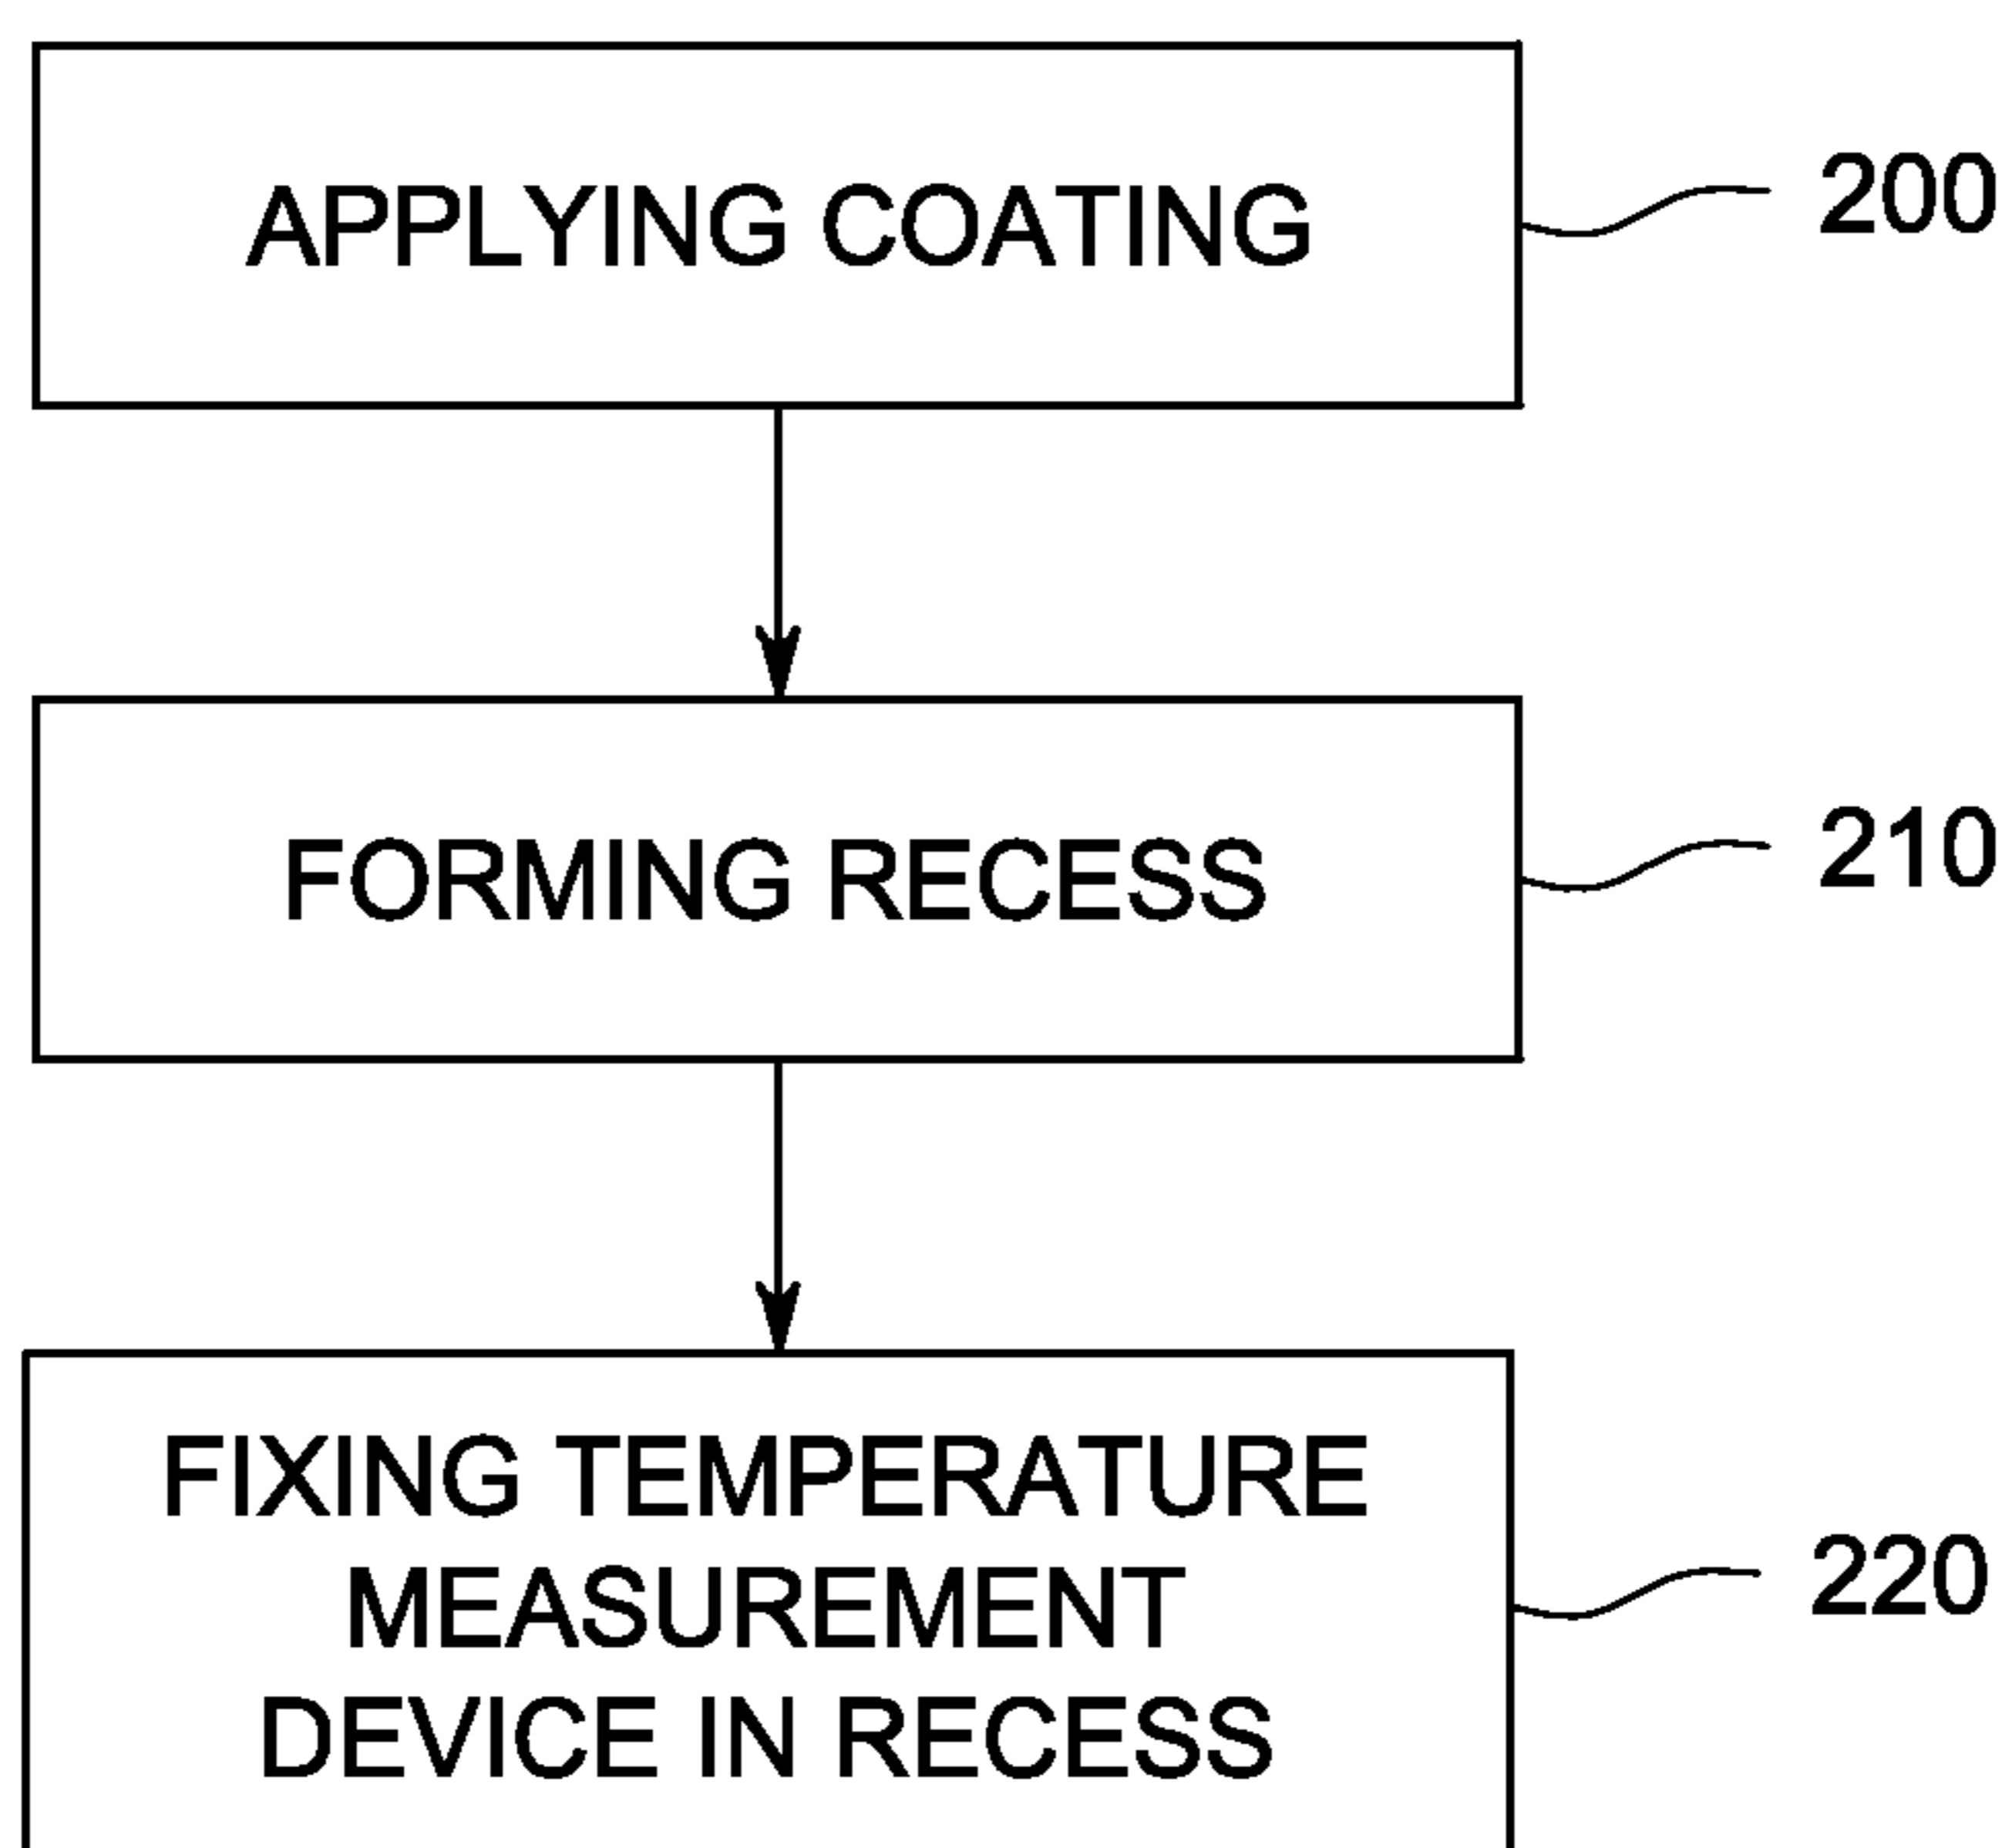 APPLYING COATING
200
FORMING RECESS
210
FIXING TEMPERATURE
MEASUREMENT
DEVICE IN RECESS
220